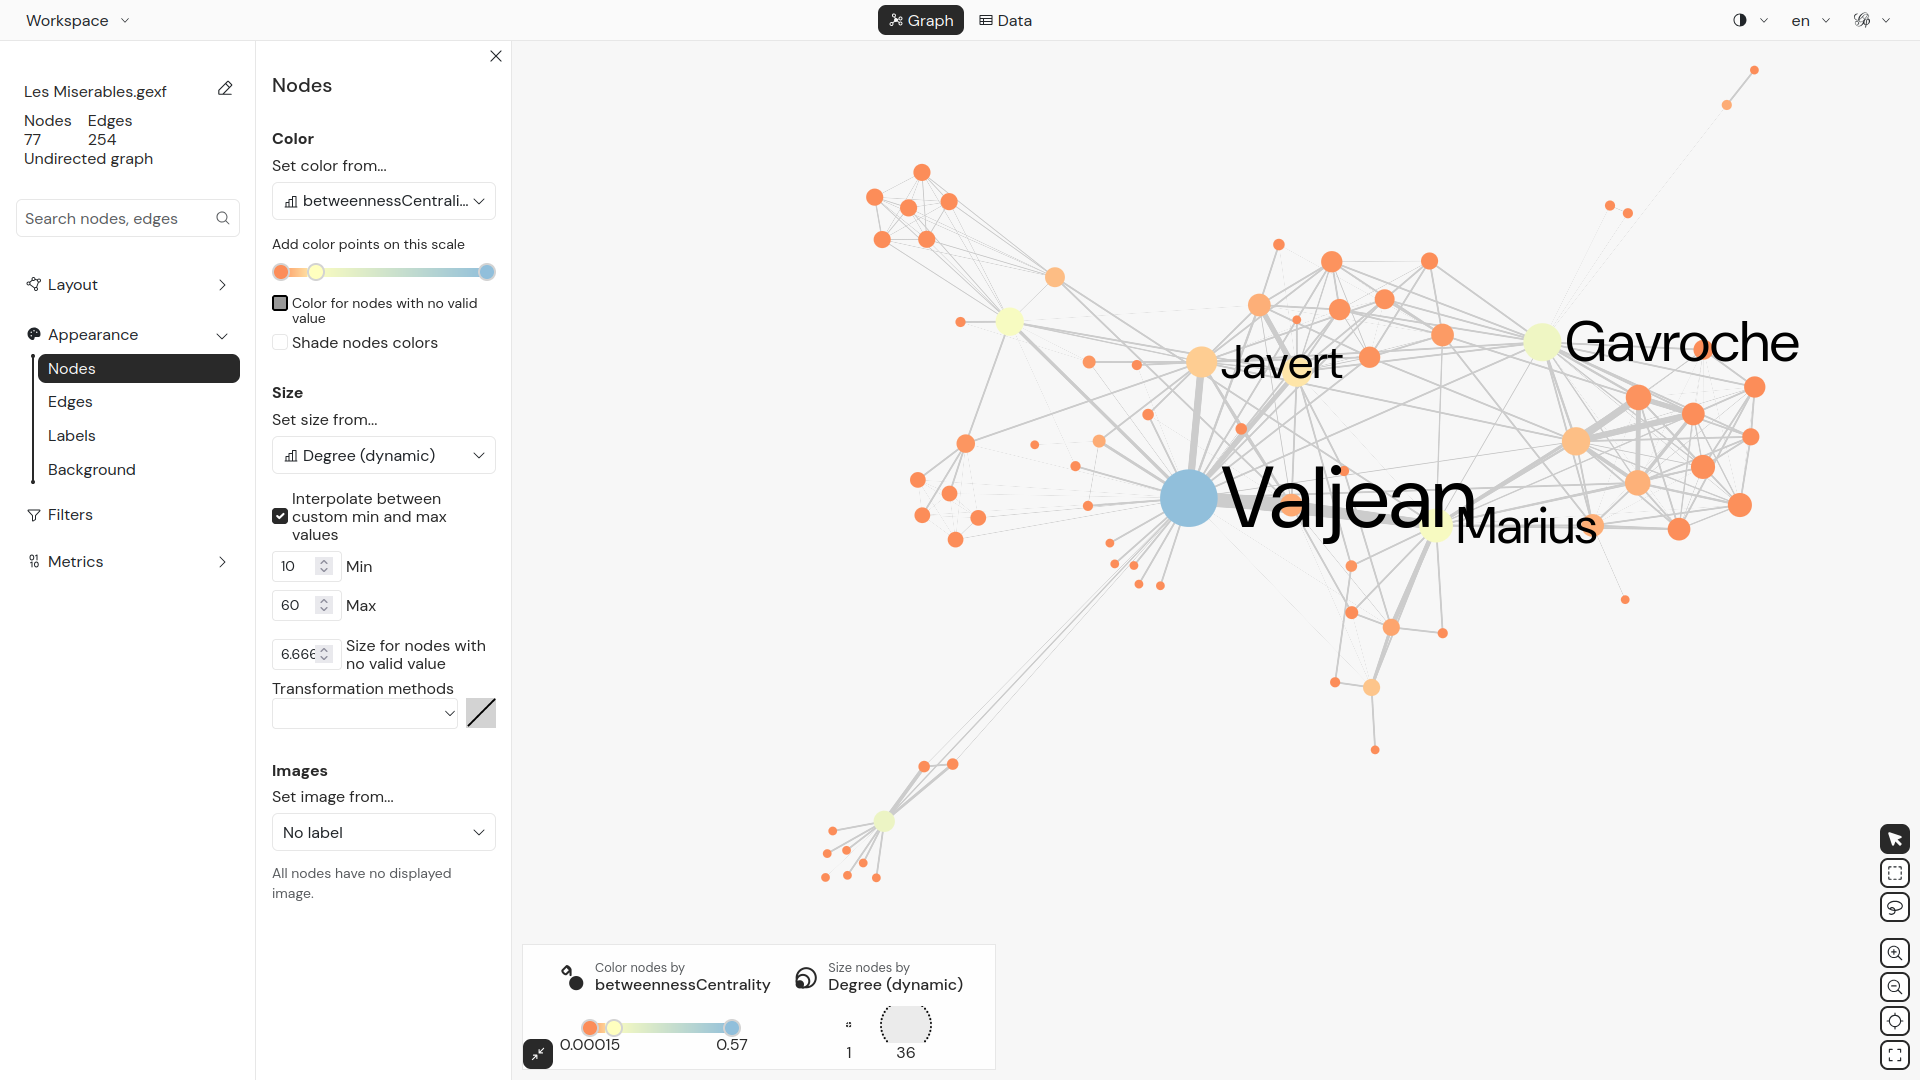 Workspace
Graph
Data
en
Les Miserables.gexf
Nodes Edges
77 254
Undirected graph
Search nodes, edges
Layout
Appearance
Nodes
Edges
Labels
Background
Filters
Metrics
Nodes
Color
Set color from...
betweennessCentrali...
Add color points on this scale
Color for nodes with no valid
value
Shade nodes colors
Size
Set size from...
Degree (dynamic)
Interpolate between
custom min and max
values
10 Min
60 Max
6.666 Size for nodes with
no valid value
Transformation methods
Images
Set image from...
No label
All nodes have no displayed
image.
Gavroche
Javert
Valjean
Marius
Color nodes by
betweennessCentrality
0.00015 0.57
Size nodes by
Degree (dynamic)
1 36